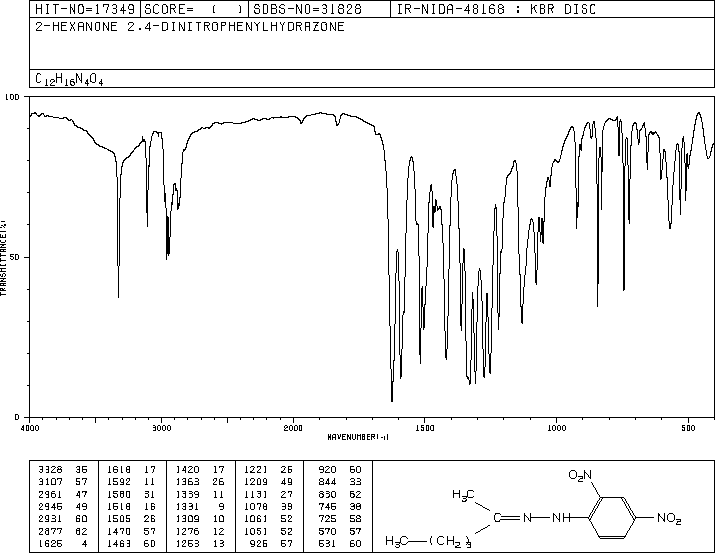 HIT-NO=17349 SCORE= ( ) SDBS-NO=31828 IR-NIDA-48168 : KBR DISC
2-HEXANONE 2,4-DINITROPHENYLHYDRAZONE
C12H16N4O4
100
50
0
TRANSMITTANCE(%)
4000 3000 2000 1500 1000 500
WAVENUMBER(-1)
3328 36 1618 17 1420 17 1221 26 920 60
3107 57 1592 11 1363 26 1209 49 844 33
2961 47 1580 31 1339 11 1131 27 830 62
2945 49 1518 16 1331 9 1078 39 745 38
2931 60 1505 26 1309 10 1061 52 725 58
2877 62 1470 57 1276 12 1051 52 570 57
1625 4 1463 60 1253 13 926 57 531 60
O2N
H3C
C=N-NH
NO2
H3C-(CH2)3